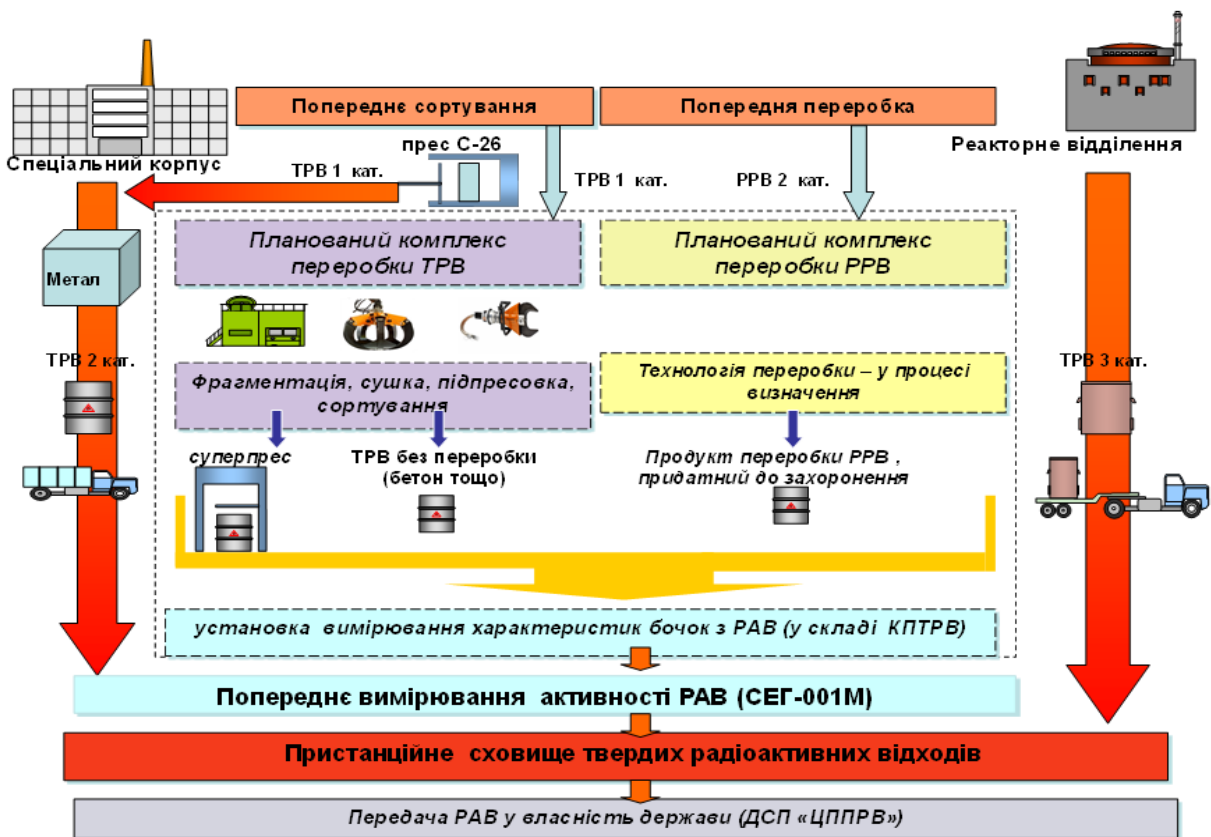 Попереднє сортування
Попередня переробка
прес С-26
Спеціальний корпус
Реакторне відділення
ТРВ 1 кат.
ТРВ 1 кат.
РРВ 2 кат.
Планований комплекс
переробки ТРВ
Планований комплекс
переробки РРВ
Метал
ТРВ 2 кат.
ТРВ 3 кат.
Фрагментація, сушка, підпресовка,
сортування
Технологія переробки – у процесі
визначення
суперпрес
ТРВ без переробки
(бетон тощо)
Продукт переробки РРВ ,
придатний до захоронення
установка вимірювання характеристик бочок з РАВ (у складі КПТРВ)
Попереднє вимірювання активності РАВ (СЕГ-001М)
Пристанційне сховище твердих радіоактивних відходів
Передача РАВ у власність держави (ДСП «ЦППРВ»)